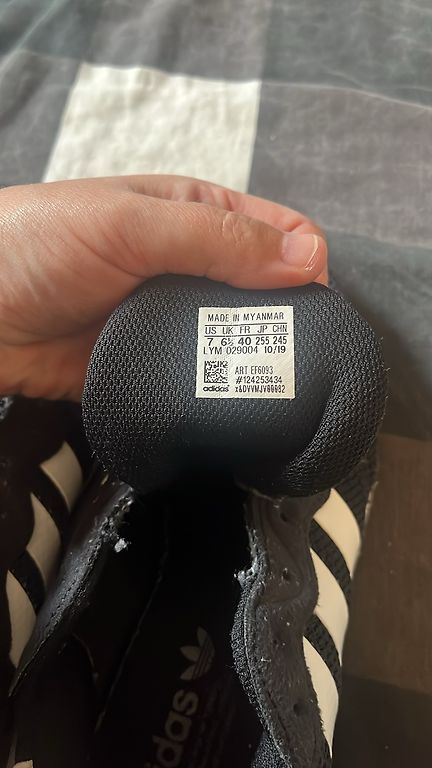 MADE IN MYANMAR
US UK FR JP CHN
7 6½ 40 255 245
LYM 029004 10/19
ART EF6093
#124253434
adidas
adidas